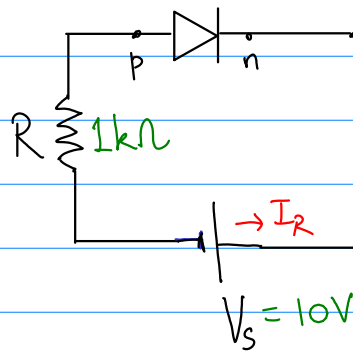 p n
R 1kΩ
→ I_R
V_s = 10V